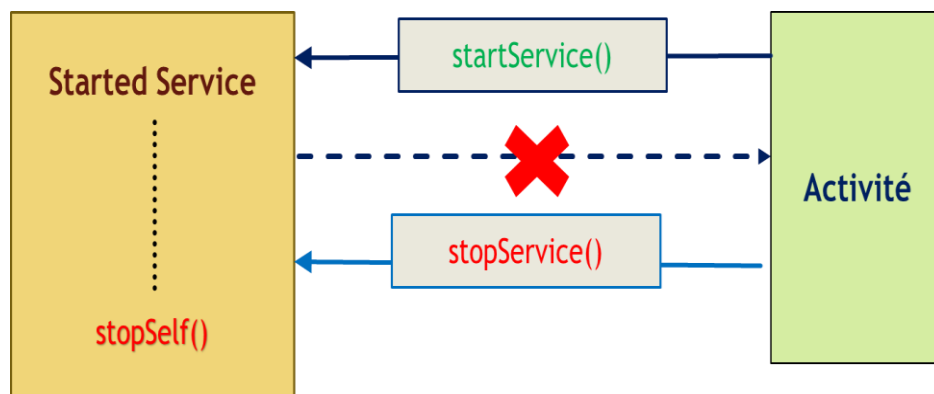 startService()
Started Service
Activité
stopService()
stopSelf()